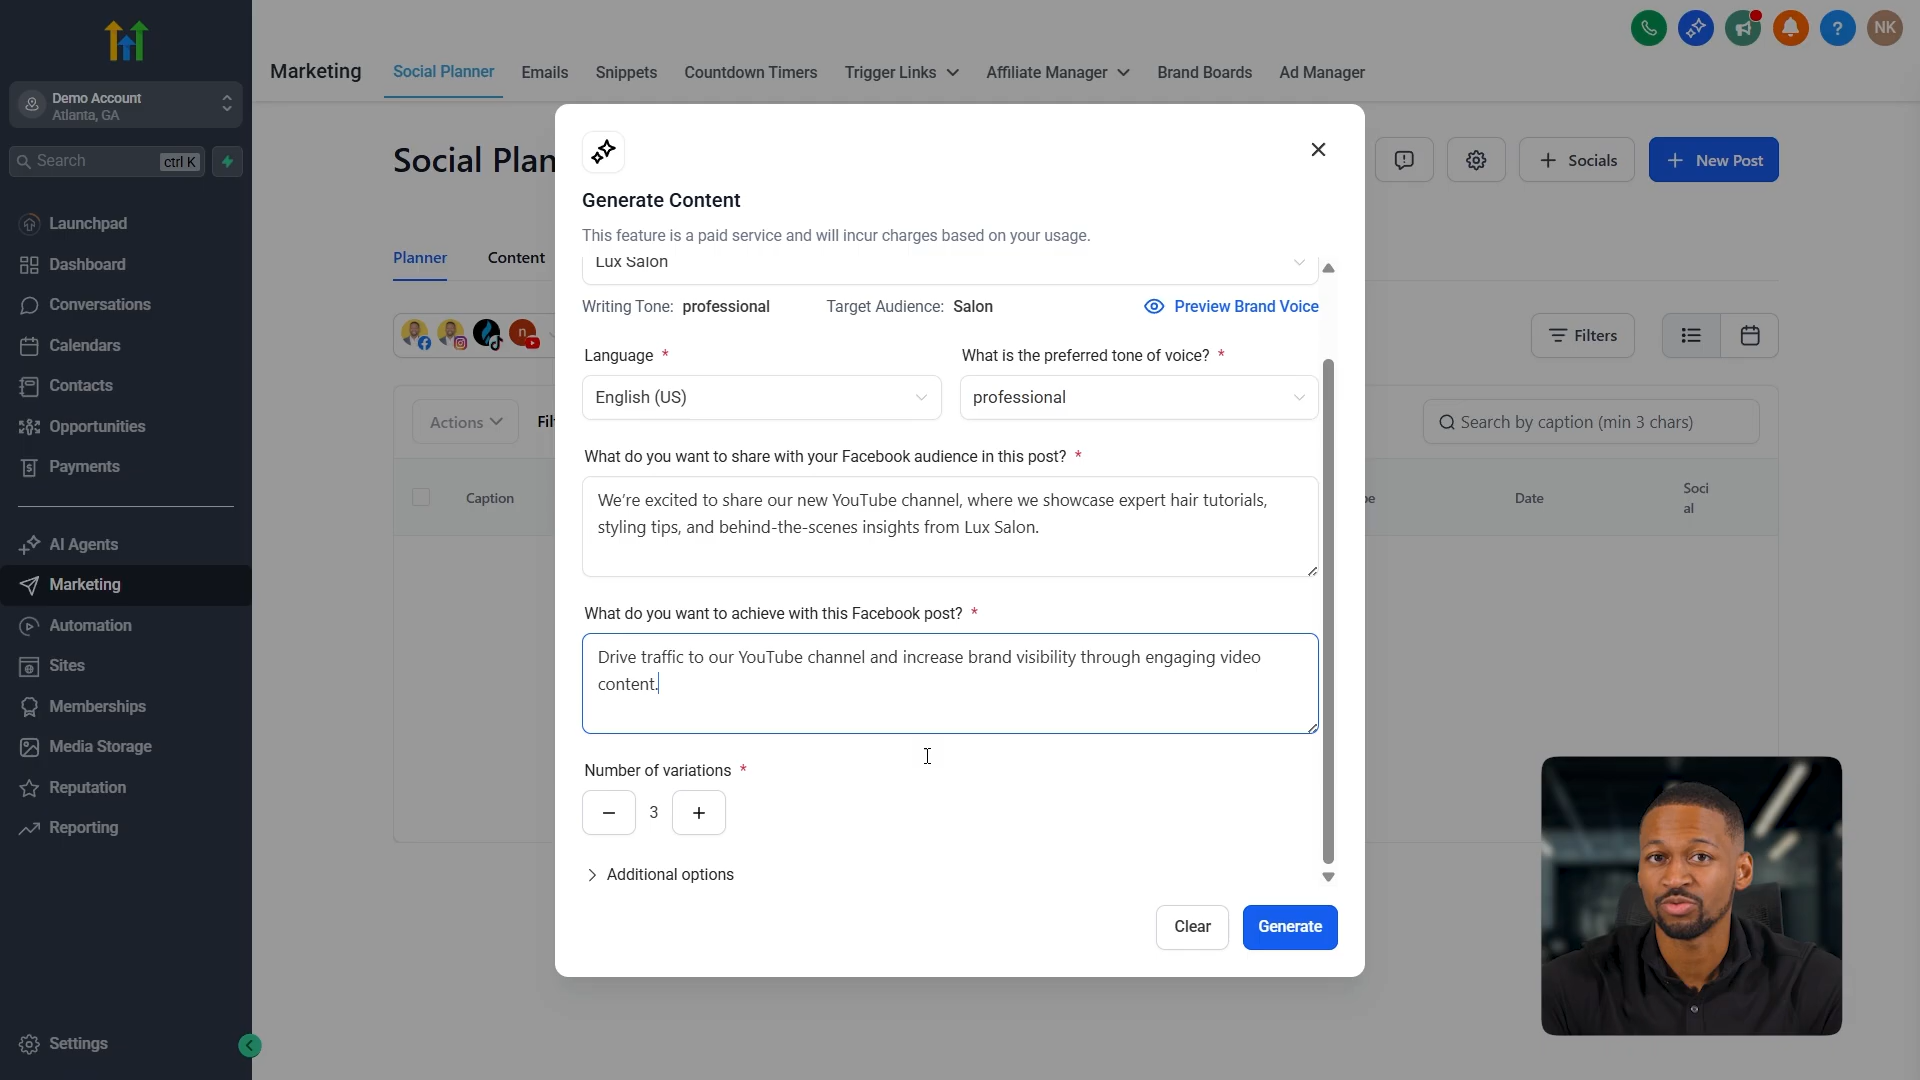 NK
Marketing
Social Planner
Emails
Snippets
Countdown Timers
Trigger Links
Affiliate Manager
Brand Boards
Ad Manager
Demo Account
Atlanta, GA
Search
ctrl K
Launchpad
Dashboard
Conversations
Calendars
Contacts
Opportunities
Payments
AI Agents
Marketing
Automation
Sites
Memberships
Media Storage
Reputation
Reporting
Settings
Social Plan
Socials
New Post
Planner
Content
n
Filters
Actions
Fil
Search by caption (min 3 chars)
Caption
Date
Soci
al
Generate Content
This feature is a paid service and will incur charges based on your usage.
Lux Salon
Writing Tone: professional
Target Audience: Salon
Preview Brand Voice
Language *
What is the preferred tone of voice? *
English (US)
professional
What do you want to share with your Facebook audience in this post? *
We’re excited to share our new YouTube channel, where we showcase expert hair tutorials,
styling tips, and behind-the-scenes insights from Lux Salon.
What do you want to achieve with this Facebook post? *
Drive traffic to our YouTube channel and increase brand visibility through engaging video
content.
Number of variations *
3
Additional options
Clear
Generate